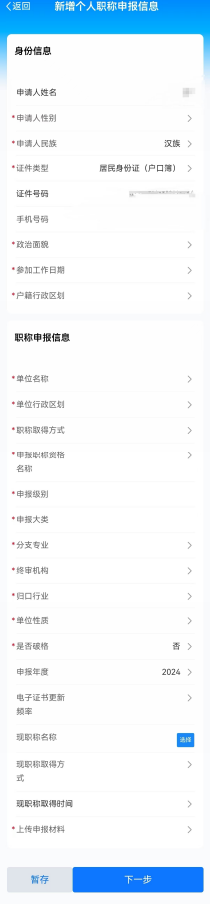 返回 新增个人职称申报信息
身份信息
申请人姓名
*申请人性别
*申请人民族 汉族
*证件类型 居民身份证（户口簿）
证件号码
手机号码
*政治面貌
*参加工作日期
*户籍行政区划
职称申报信息
*单位名称
*单位行政区划
*职称取得方式
*申报职称资格
名称
申报级别
申报大类
*分支专业
*终审机构
*归口行业
*单位性质
*是否破格 否
申报年度 2024
电子证书更新
频率
现职称名称 选择
现职称取得方
式
现职称取得时间
*上传申报材料
暂存 下一步